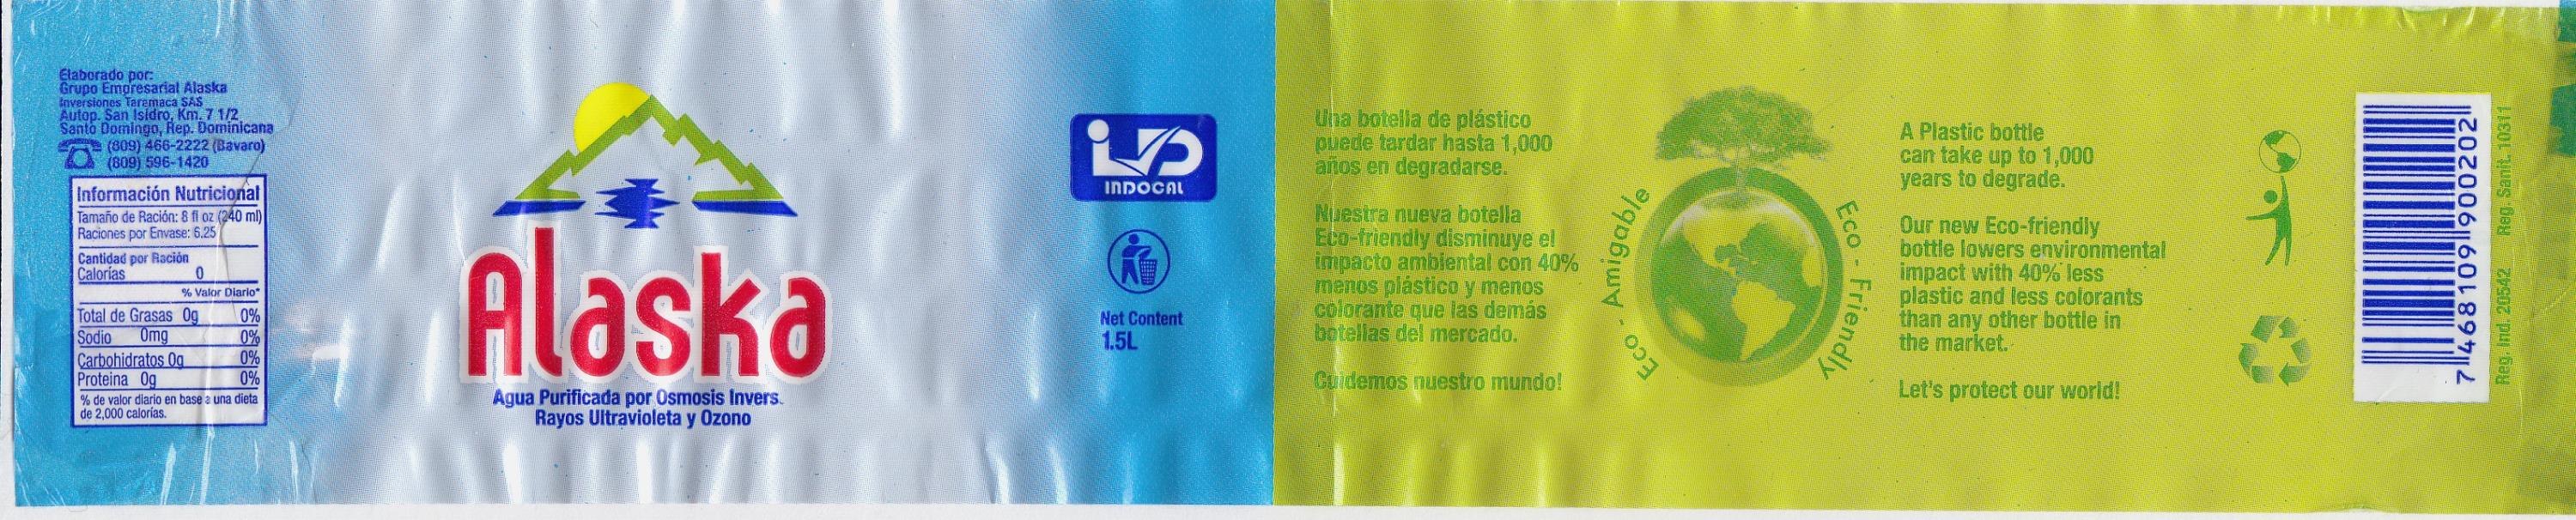 Elaborado por:
Grupo Empresarial Alaska
Inversiones Taremaca SAS
Autop. San Isidro, Km. 7 1/2
Santo Domingo, Rep. Dominicana
(809) 466-2222 (Bavaro)
(809) 596-1420
Información Nutricional
Tamaño de Ración: 8 fl oz (240 ml)
Raciones por Envase: 6.25
Cantidad por Ración
Calorías 0
% Valor Diario*
Total de Grasas 0g 0%
Sodio 0mg 0%
Carbohidratos 0g 0%
Proteina 0g 0%
% de valor diario en base a una dieta
de 2,000 calorías.
Alaska
Agua Purificada por Osmosis Invers.
Rayos Ultravioleta y Ozono
INDOCAL
Net Content
1.5L
Una botella de plástico
puede tardar hasta 1,000
años en degradarse.
Nuestra nueva botella
Eco-friendly disminuye el
impacto ambiental con 40%
menos plástico y menos
colorante que las demás
botellas del mercado.
Cuidemos nuestro mundo!
Eco - Amigable
Eco - Friendly
A Plastic bottle
can take up to 1,000
years to degrade.
Our new Eco-friendly
bottle lowers environmental
impact with 40% less
plastic and less colorants
than any other bottle in
the market.
Let's protect our world!
7 468109 900202
Reg. Ind. 20542 Reg. Sanit. 10311